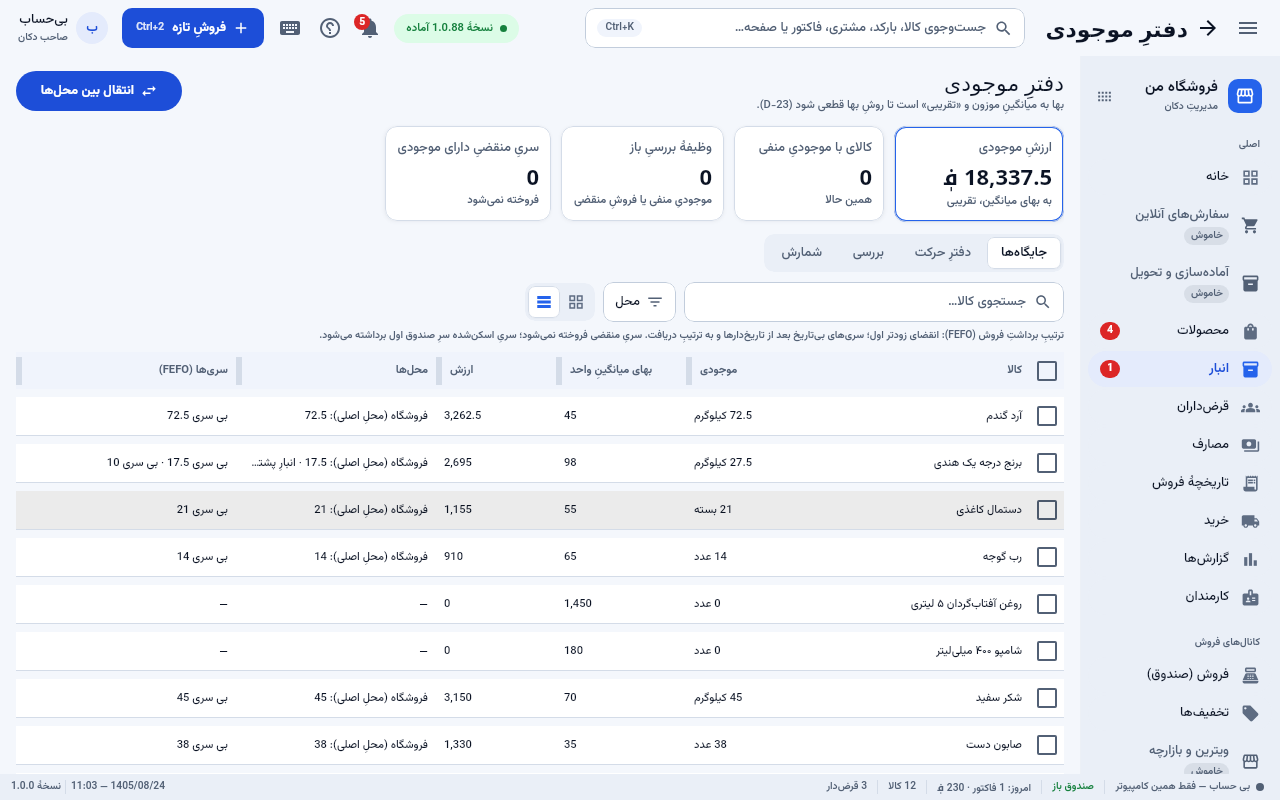 دفترِ موجودی
جست‌وجوی کالا، بارکد، مشتری، فاکتور یا صفحه…
Ctrl+K
نسخهٔ 1.0.88 آماده
5
فروشِ تازه
Ctrl+2
ب
بی‌حساب
صاحب دکان
فروشگاه من
مدیریت دکان
اصلی
خانه
سفارش‌های آنلاین
خاموش
آماده‌سازی و تحویل
خاموش
محصولات
4
انبار
1
قرض‌داران
مصارف
تاریخچهٔ فروش
خرید
گزارش‌ها
کارمندان
کانال‌های فروش
فروش (صندوق)
تخفیف‌ها
ویترین و بازارچه
خاموش
دفترِ موجودی
بها به میانگینِ موزون و «تقریبی» است تا روشِ بها قطعی شود (D-23).
انتقال بین محل‌ها
ارزشِ موجودی
18,337.5 ؋
به بهای میانگین، تقریبی
کالای با موجودیِ منفی
0
همین حالا
وظیفهٔ بررسیِ باز
0
موجودیِ منفی یا فروشِ منقضی
سریِ منقضیِ دارای موجودی
0
فروخته نمی‌شود
جایگاه‌ها
دفترِ حرکت
بررسی
شمارش
جستجوی کالا…
محل
ترتیبِ برداشتِ فروش (FEFO): انقضای زودتر اول؛ سری‌های بی‌تاریخ بعد از تاریخ‌دارها و به ترتیبِ دریافت. سریِ منقضی فروخته نمی‌شود؛ سریِ اسکن‌شده سرِ صندوق اول برداشته می‌شود.
کالا	موجودی	بهای میانگینِ واحد	ارزش	محل‌ها	سری‌ها (FEFO)
آرد گندم	72.5 کیلوگرم	45	3,262.5	فروشگاه (محلِ اصلی): 72.5	بی سری 72.5
برنج درجه یک هندی	27.5 کیلوگرم	98	2,695	فروشگاه (محلِ اصلی): 17.5 · انبارِ پشتـ…	بی سری 17.5 · بی سری 10
دستمال کاغذی	21 بسته	55	1,155	فروشگاه (محلِ اصلی): 21	بی سری 21
رب گوجه	14 عدد	65	910	فروشگاه (محلِ اصلی): 14	بی سری 14
روغن آفتاب‌گردان ۵ لیتری	0 عدد	1,450	0	—	—
شامپو ۴۰۰ میلی‌لیتر	0 عدد	180	0	—	—
شکر سفید	45 کیلوگرم	70	3,150	فروشگاه (محلِ اصلی): 45	بی سری 45
صابون دست	38 عدد	35	1,330	فروشگاه (محلِ اصلی): 38	بی سری 38
بی حساب — فقط همین کامپیوتر
صندوق باز
امروز: 1 فاکتور · 230 ؋
12 کالا
3 قرض‌دار
1405/08/24 — 11:03
نسخهٔ 1.0.0